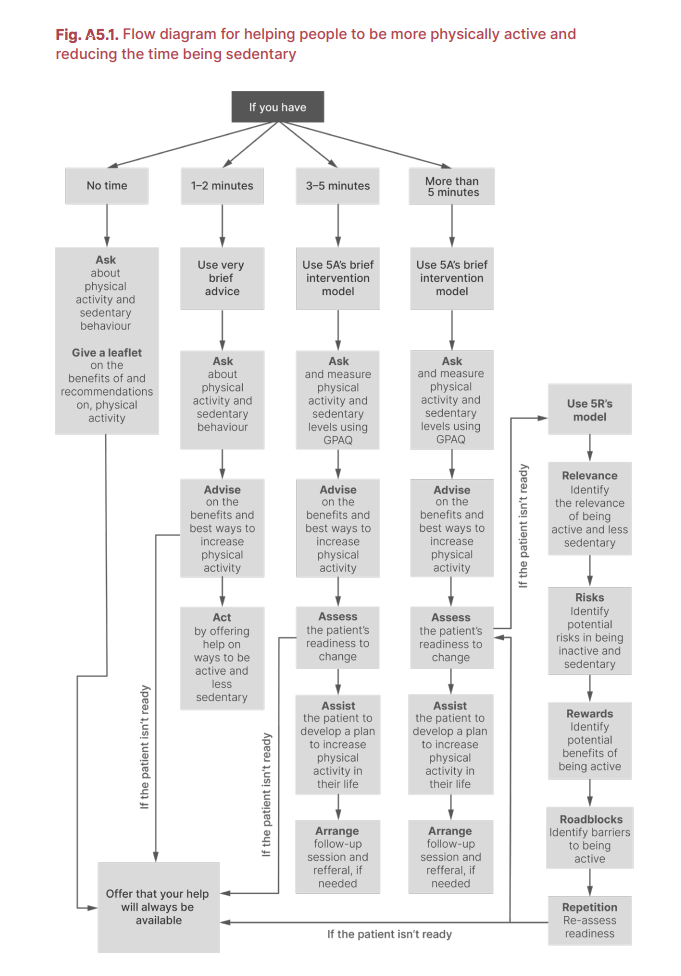 Fig. A5.1. Flow diagram for helping people to be more physically active and
reducing the time being sedentary
If you have
No time
1–2 minutes
3–5 minutes
More than
5 minutes
Ask
about
physical
activity and
sedentary
behaviour
Give a leaflet
on the
benefits of and
recommendations
on, physical
activity
Use very
brief
advice
Ask
about
physical
activity and
sedentary
behaviour
Advise
on the
benefits and
best ways to
increase
physical
activity
Act
by offering
help on
ways to be
active and
less
sedentary
If the patient isn't ready
Use 5A's brief
intervention
model
Ask
and measure
physical
activity and
sedentary
levels using
GPAQ
Advise
on the
benefits and
best ways to
increase
physical
activity
Assess
the patient's
readiness to
change
Assist
the patient to
develop a plan
to increase
physical
activity in
their life
Arrange
follow-up
session and
refferal, if
needed
If the patient isn't ready
Use 5A's brief
intervention
model
Ask
and measure
physical
activity and
sedentary
levels using
GPAQ
Advise
on the
benefits and
best ways to
increase
physical
activity
Assess
the patient's
readiness to
change
Assist
the patient to
develop a plan
to increase
physical
activity in
their life
Arrange
follow-up
session and
refferal, if
needed
If the patient isn't ready
Use 5R's
model
Relevance
Identify
the relevance
of being
active and less
sedentary
Risks
Identify
potential
risks in being
inactive and
sedentary
Rewards
Identify
potential
benefits of
being active
Roadblocks
Identify barriers
to being
active
Repetition
Re-assess
readiness
If the patient isn't ready
Offer that your help
will always be
available